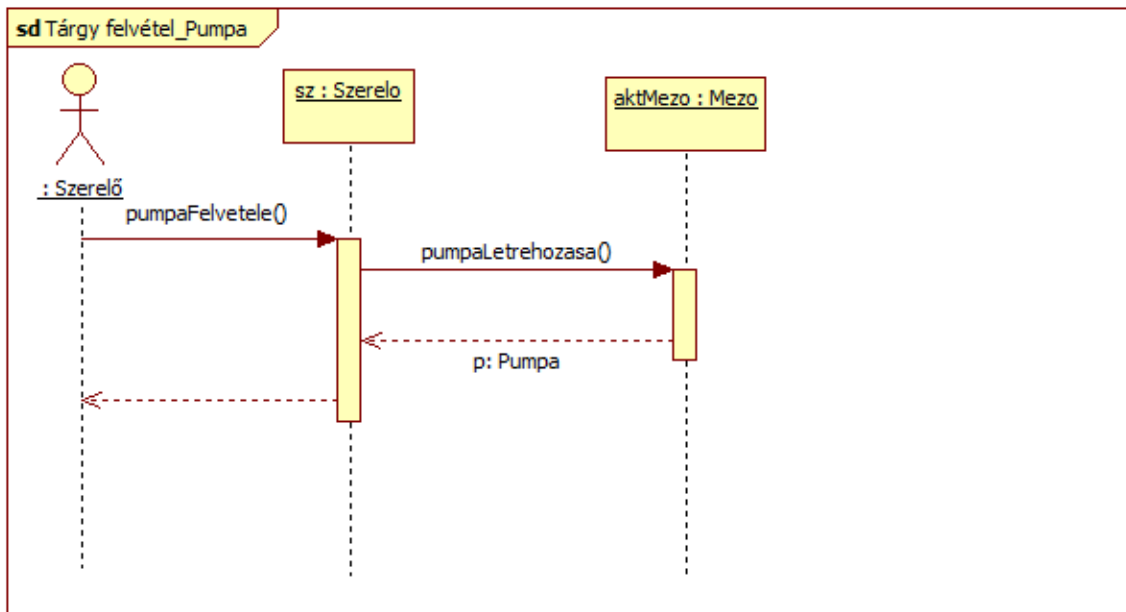 sd Tárgy felvétel_Pumpa
sz : Szerelo
aktMezo : Mezo
: Szerelő
pumpaFelvetele()
pumpaLetrehozasa()
p: Pumpa